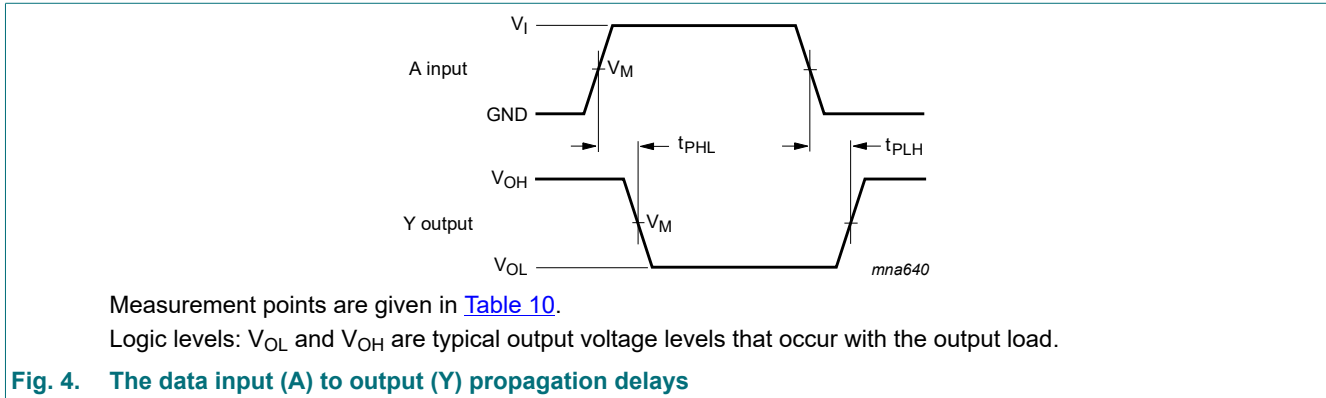 VI
A input
VM
GND
tPHL
tPLH
VOH
Y output
VM
VOL
mna640
Measurement points are given in Table 10.
Logic levels: VOL and VOH are typical output voltage levels that occur with the output load.
Fig. 4. The data input (A) to output (Y) propagation delays